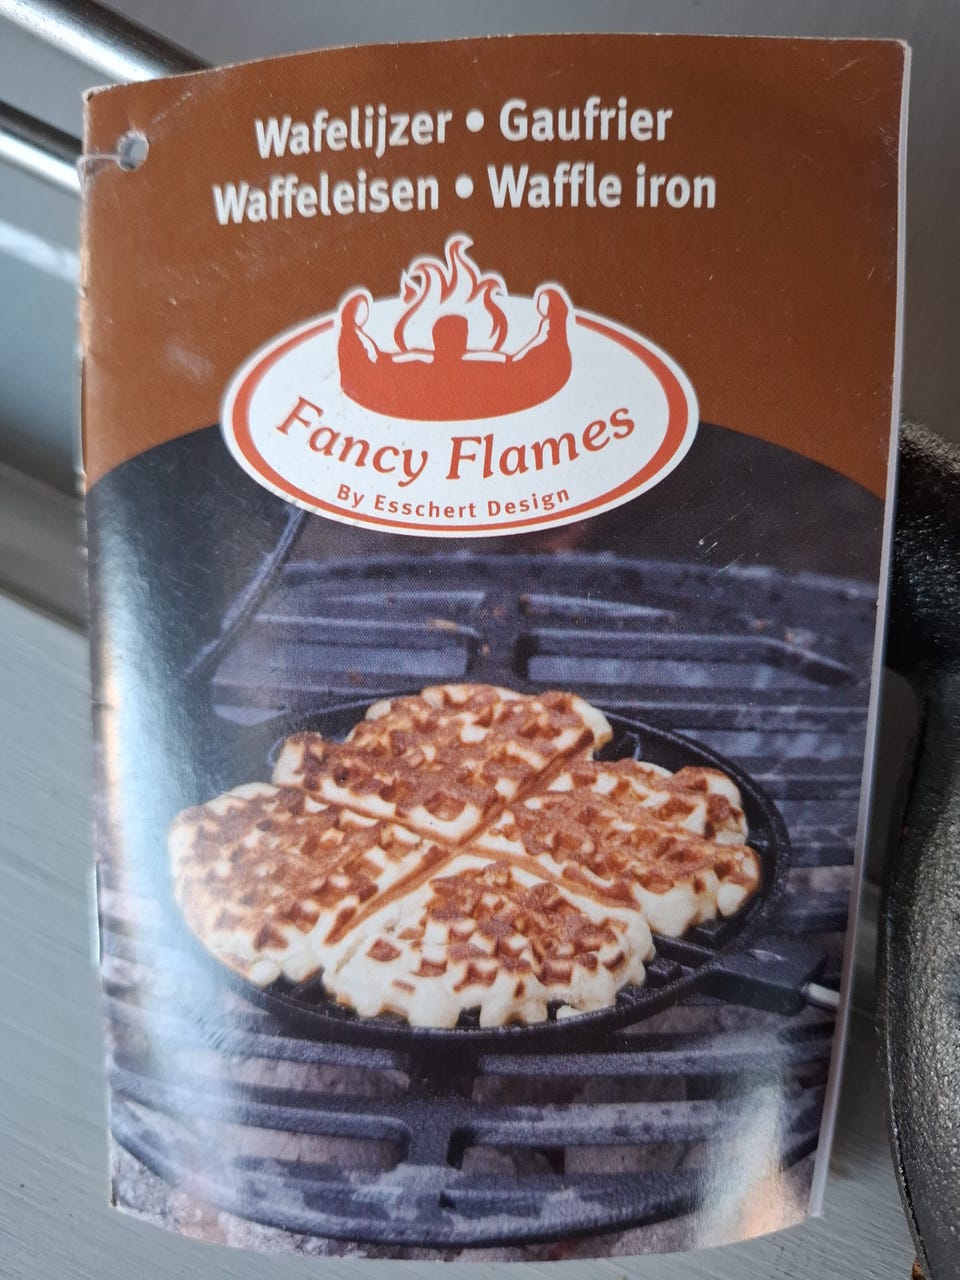 Wafelijzer • Gaufrier
Waffeleisen • Waffle iron
Fancy Flames
By Esschert Design